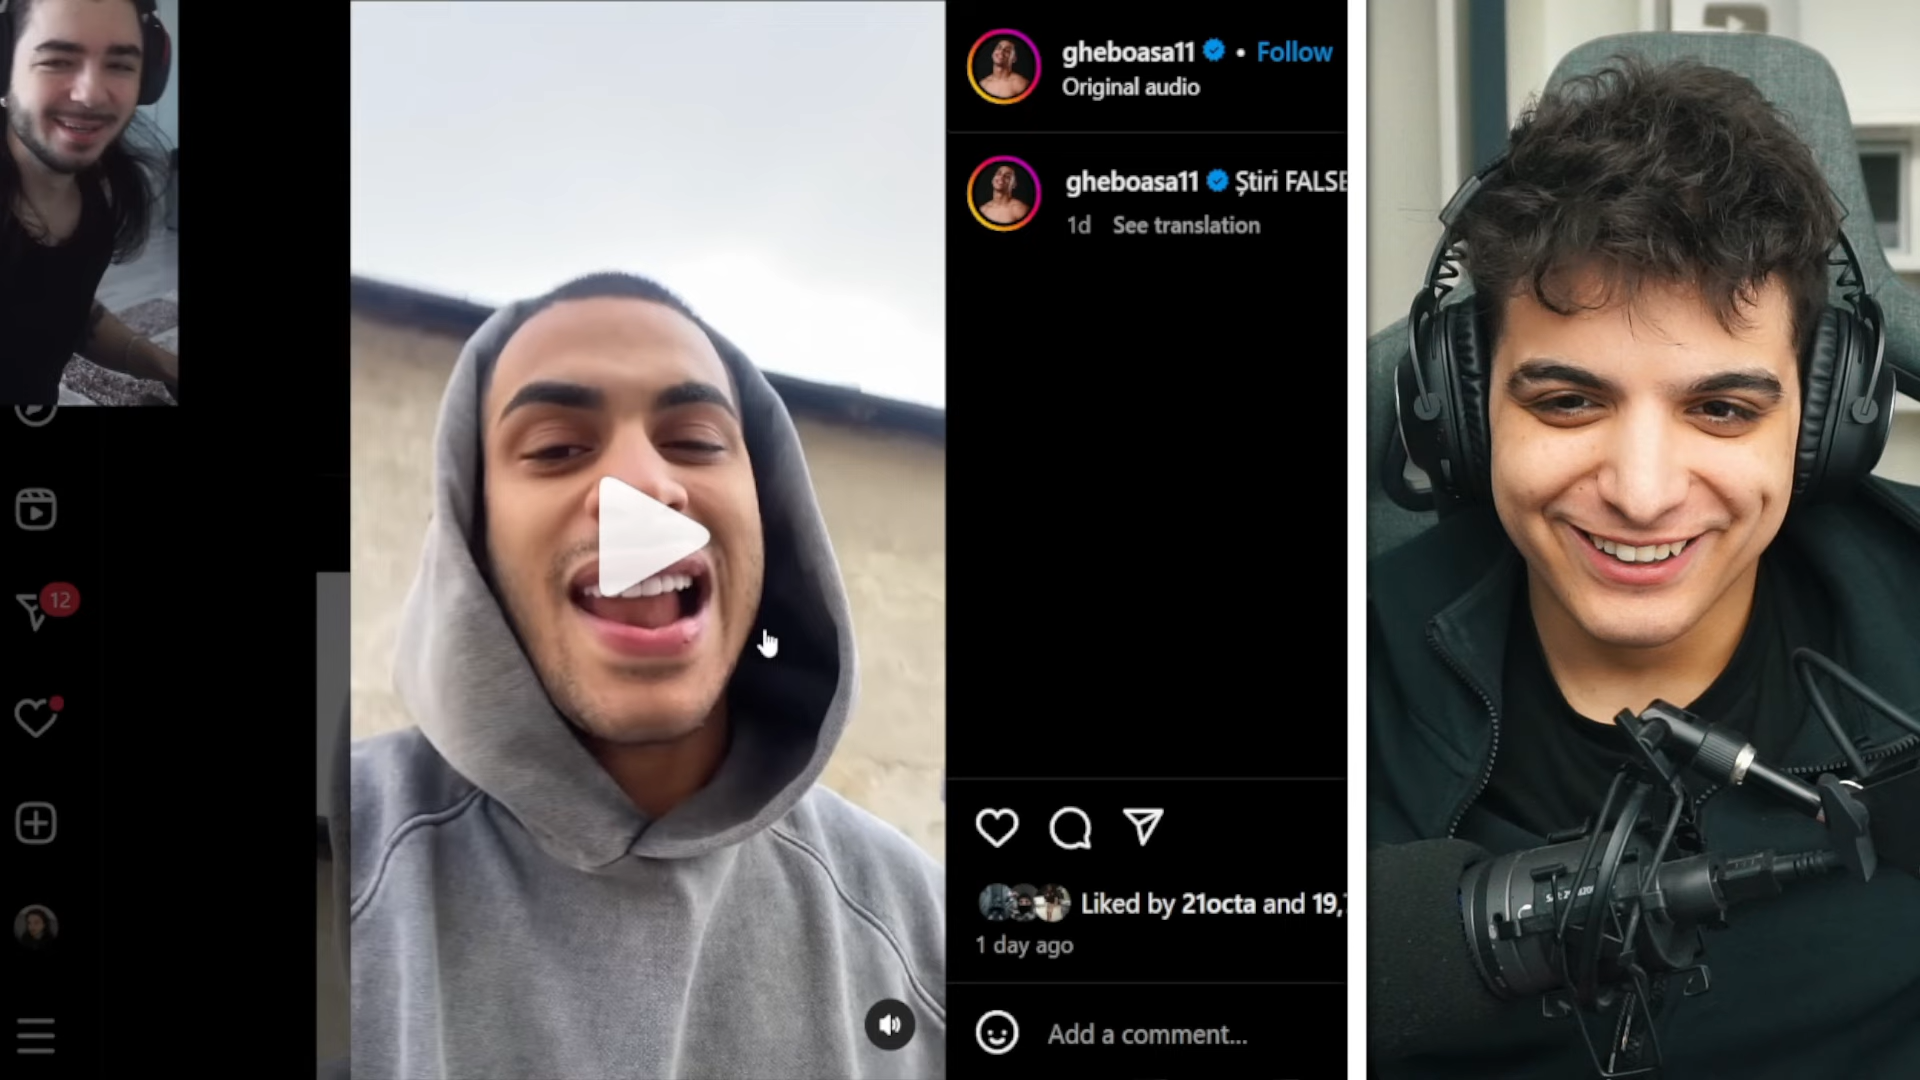 gheboasa11 • Follow
Original audio
gheboasa11 Știri FALSE
1d See translation
12
Liked by 21octa and 19,
1 day ago
Add a comment...